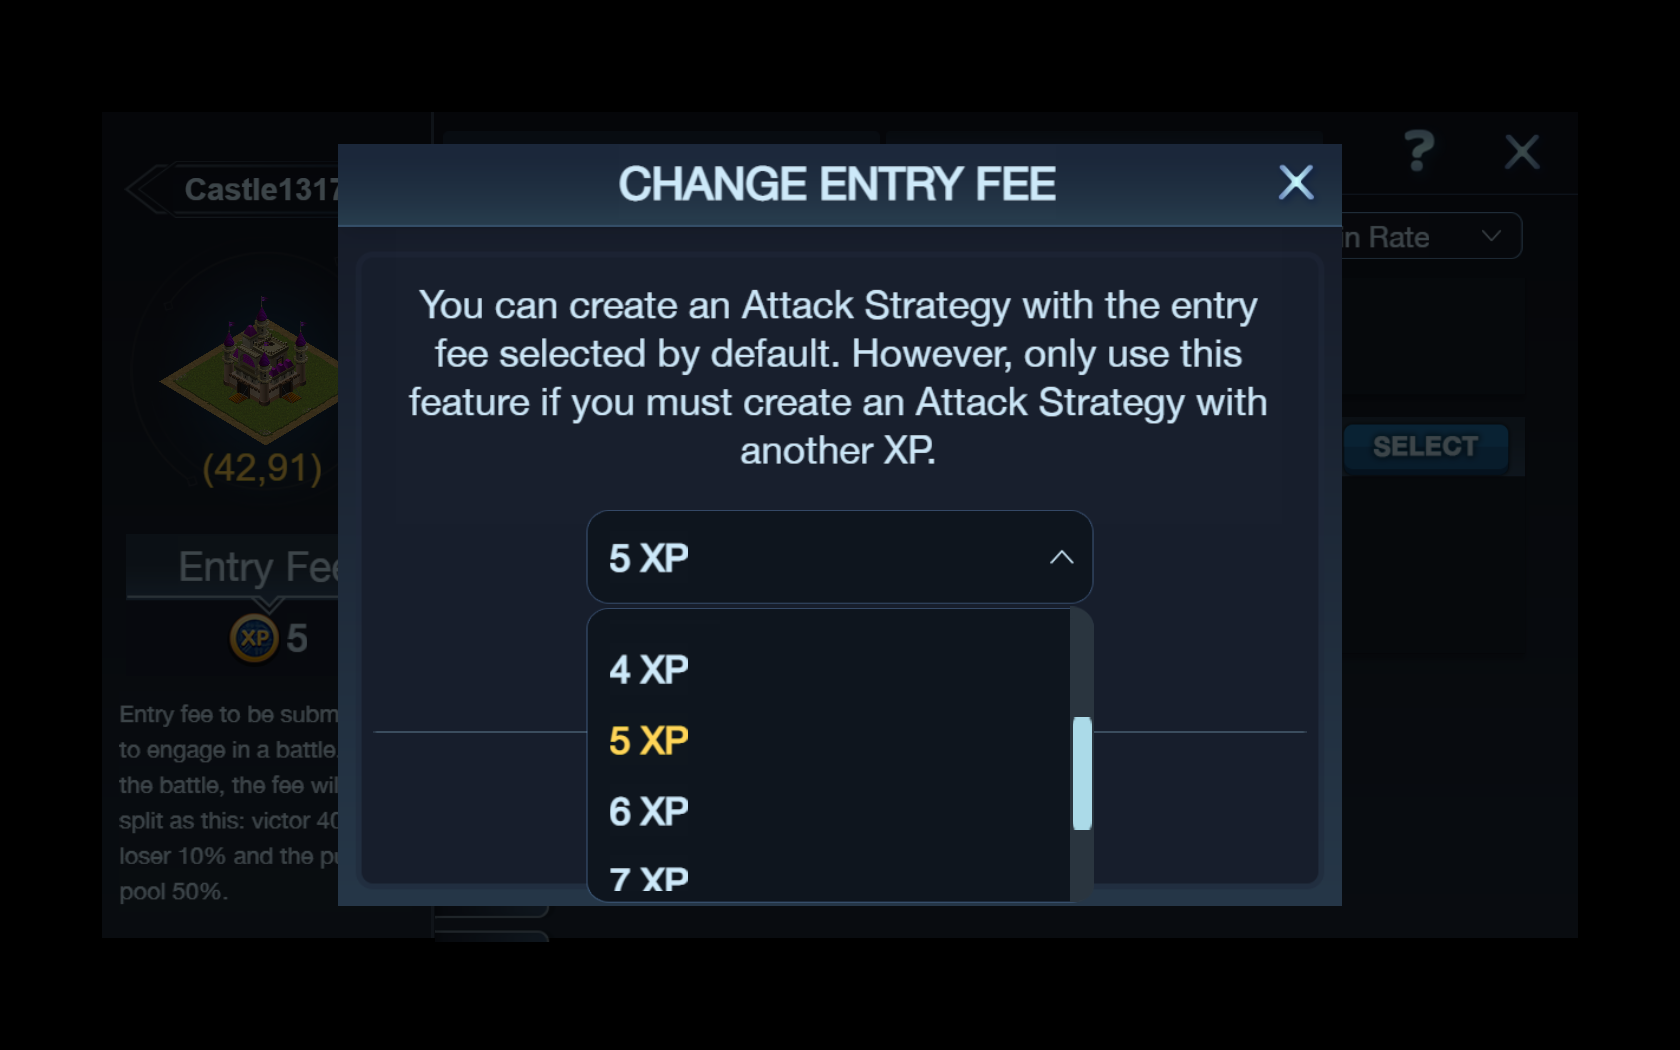 Castle1317
?
CHANGE ENTRY FEE
in Rate
You can create an Attack Strategy with the entry
fee selected by default. However, only use this
feature if you must create an Attack Strategy with
another XP.
(42,91)
SELECT
Entry Fee
XP 5
5 XP
4 XP
5 XP
6 XP
7 XP
Entry fee to be subm
to engage in a battle.
the battle, the fee wil
split as this: victor 40
loser 10% and the pu
pool 50%.